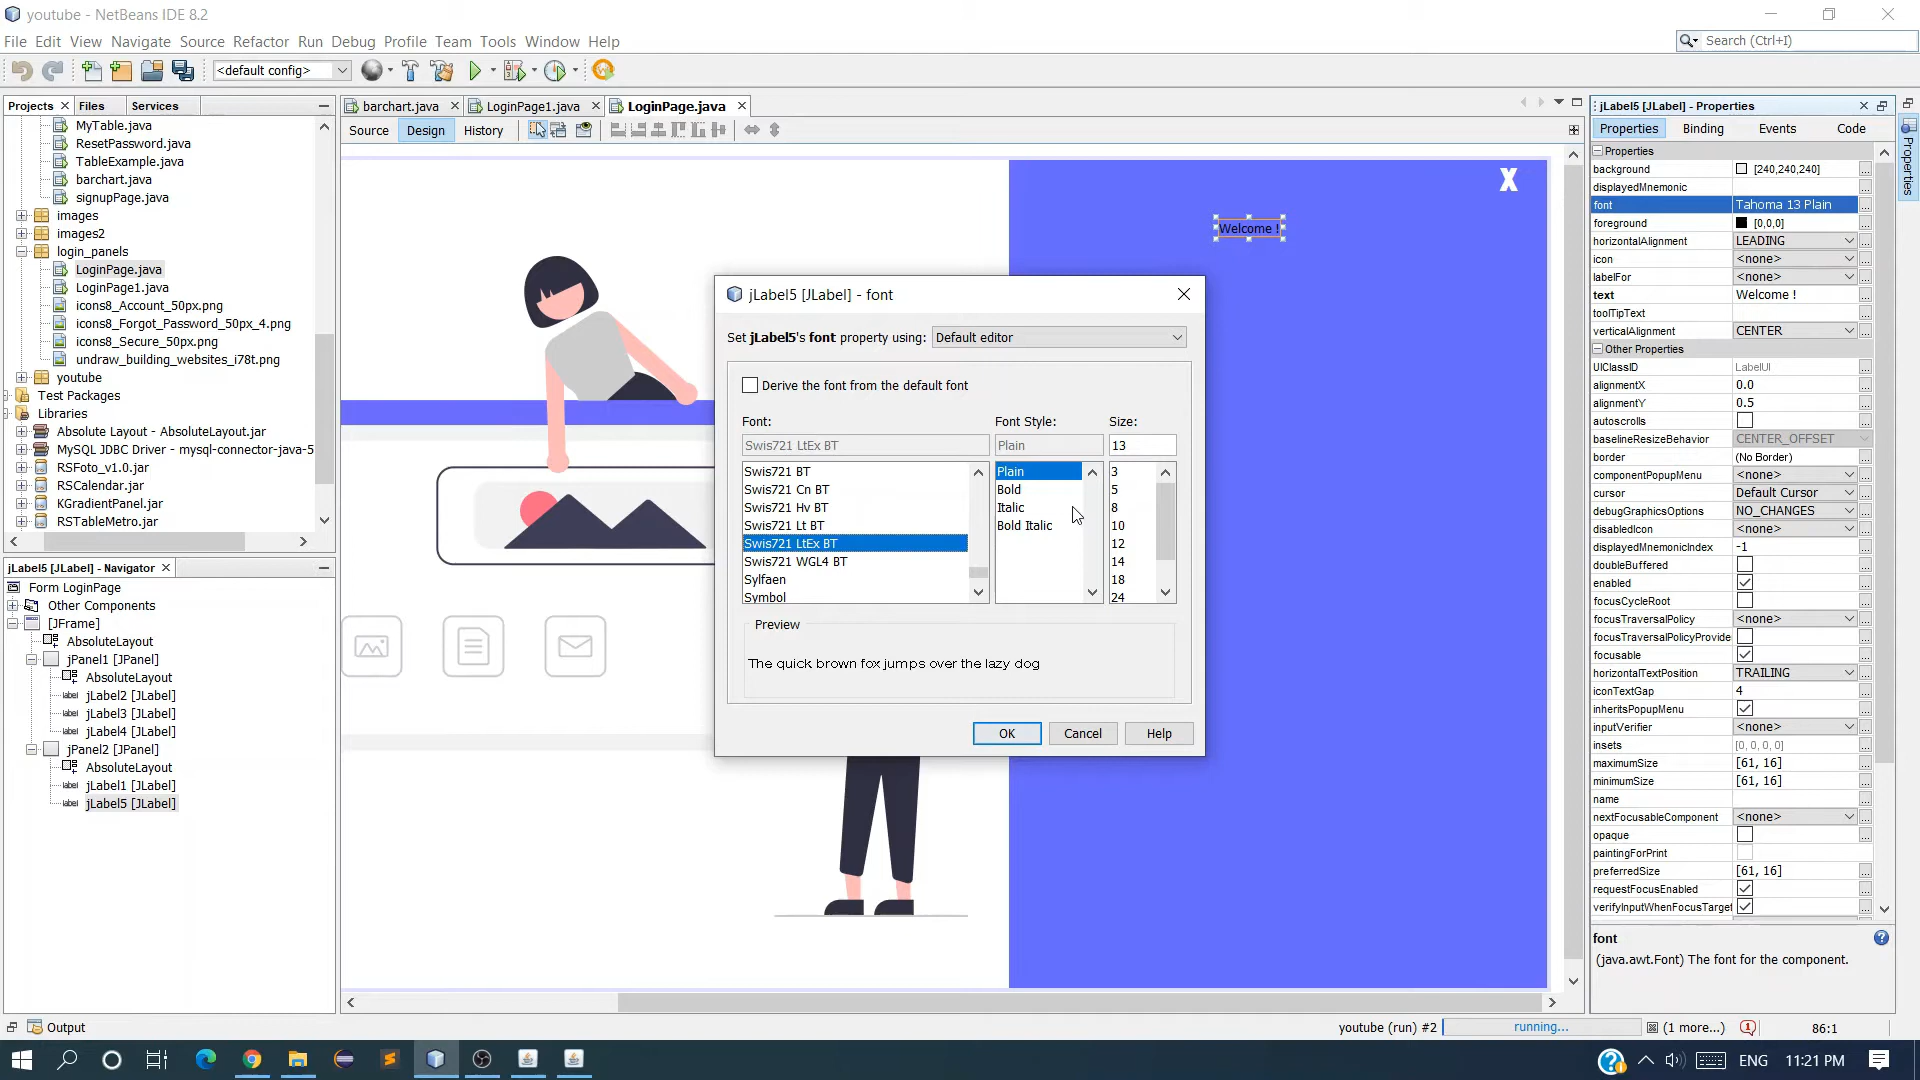 youtube - NetBeans IDE 8.2
File Edit View Navigate Source Refactor Run Debug Profile Team Tools Window Help
Search (Ctrl+I)
<default config>
Projects Files Services
MyTable.java
ResetPassword.java
TableExample.java
barchart.java
signupPage.java
images
images2
login_panels
LoginPage.java
LoginPage1.java
icons8_Account_50px.png
icons8_Forgot_Password_50px_4.png
icons8_Secure_50px.png
undraw_building_websites_i78t.png
youtube
Test Packages
Libraries
Absolute Layout - AbsoluteLayout.jar
MySQL JDBC Driver - mysql-connector-java-5
RSFoto_v1.0.jar
RSCalendar.jar
KGradientPanel.jar
RSTableMetro.jar
jLabel5 [JLabel] - Navigator
Form LoginPage
Other Components
[JFrame]
AbsoluteLayout
jPanel1 [JPanel]
AbsoluteLayout
label jLabel2 [JLabel]
label jLabel3 [JLabel]
label jLabel4 [JLabel]
jPanel2 [JPanel]
AbsoluteLayout
label jLabel1 [JLabel]
label jLabel5 [JLabel]
barchart.java LoginPage1.java LoginPage.java
Source Design History
X
Welcome !
jLabel5 [JLabel] - font
Set jLabel5's font property using: Default editor
Derive the font from the default font
Font: Font Style: Size:
Swis721 LtEx BT Plain 13
Swis721 BT Plain 3
Swis721 Cn BT Bold 5
Swis721 Hv BT Italic 8
Swis721 Lt BT Bold Italic 10
Swis721 LtEx BT 12
Swis721 WGL4 BT 14
Sylfaen 18
Symbol 24
Preview
The quick brown fox jumps over the lazy dog
OK Cancel Help
jLabel5 [JLabel] - Properties
Properties Binding Events Code
Properties
background [240,240,240]
displayedMnemonic
font Tahoma 13 Plain
foreground [0,0,0]
horizontalAlignment LEADING
icon <none>
labelFor <none>
text Welcome !
toolTipText
verticalAlignment CENTER
Other Properties
UIClassID LabelUI
alignmentX 0.0
alignmentY 0.5
autoscrolls
baselineResizeBehavior CENTER_OFFSET
border (No Border)
componentPopupMenu <none>
cursor Default Cursor
debugGraphicsOptions NO_CHANGES
disabledIcon <none>
displayedMnemonicIndex -1
doubleBuffered
enabled
focusCycleRoot
focusTraversalPolicy <none>
focusTraversalPolicyProvider
focusable
horizontalTextPosition TRAILING
iconTextGap 4
inheritsPopupMenu
inputVerifier <none>
insets [0, 0, 0, 0]
maximumSize [61, 16]
minimumSize [61, 16]
name
nextFocusableComponent <none>
opaque
paintingForPrint
preferredSize [61, 16]
requestFocusEnabled
verifyInputWhenFocusTarget
font
(java.awt.Font) The font for the component.
Properties
Output
youtube (run) #2 running... (1 more...) 86:1
ENG 11:21 PM